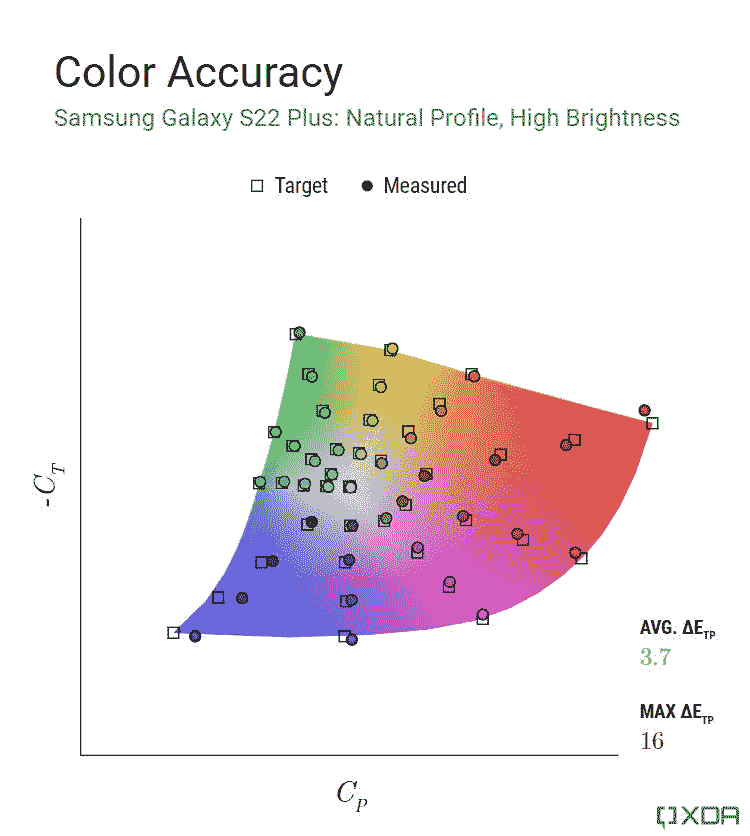 Color Accuracy
Samsung Galaxy S22 Plus: Natural Profile, High Brightness
Target
Measured
-C_T
AVG. ΔE_TP
3.7
MAX ΔE_TP
16
C_P
XDA